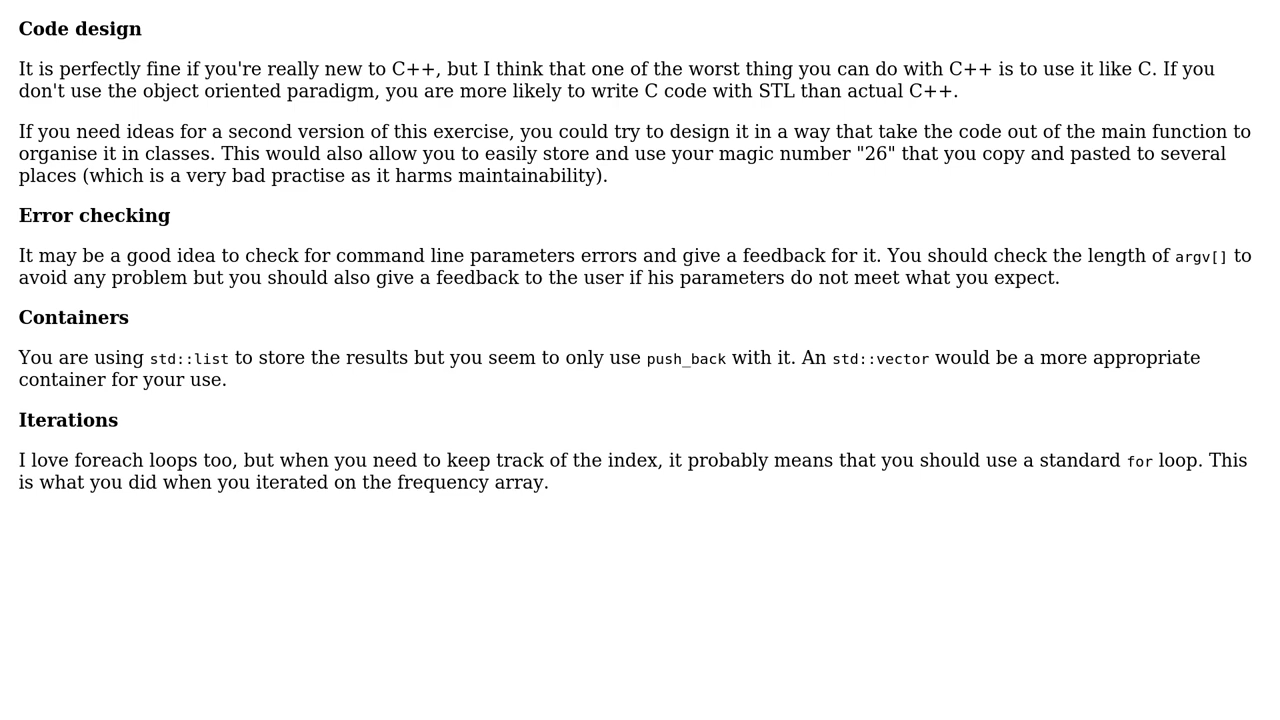 Code design
It is perfectly fine if you're really new to C++, but I think that one of the worst thing you can do with C++ is to use it like C. If you
don't use the object oriented paradigm, you are more likely to write C code with STL than actual C++.
If you need ideas for a second version of this exercise, you could try to design it in a way that take the code out of the main function to
organise it in classes. This would also allow you to easily store and use your magic number "26" that you copy and pasted to several
places (which is a very bad practise as it harms maintainability).
Error checking
It may be a good idea to check for command line parameters errors and give a feedback for it. You should check the length of argv[] to
avoid any problem but you should also give a feedback to the user if his parameters do not meet what you expect.
Containers
You are using std::list to store the results but you seem to only use push_back with it. An std::vector would be a more appropriate
container for your use.
Iterations
I love foreach loops too, but when you need to keep track of the index, it probably means that you should use a standard for loop. This
is what you did when you iterated on the frequency array.